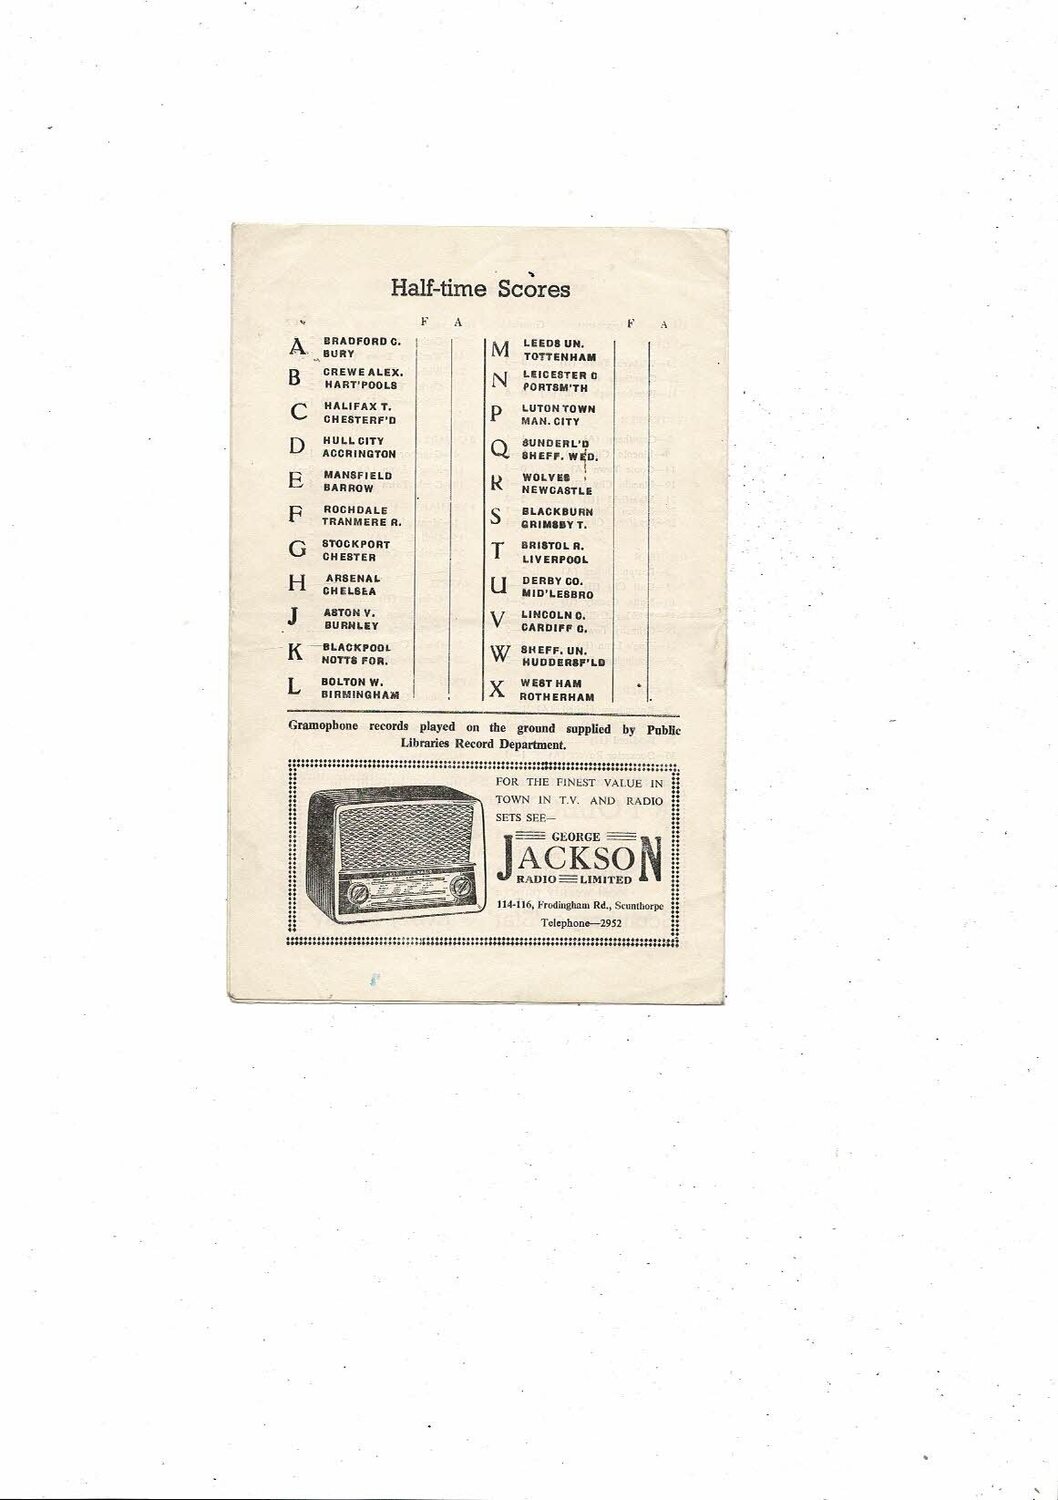 Half-time Scores
F A
F A
A BRADFORD C.
BURY
B CREWE ALEX.
HART'POOLS
C HALIFAX T.
CHESTERF'D
D HULL CITY
ACCRINGTON
E MANSFIELD
BARROW
F ROCHDALE
TRANMERE R.
G STOCKPORT
CHESTER
H ARSENAL
CHELSEA
J ASTON V.
BURNLEY
K BLACKPOOL
NOTTS FOR.
L BOLTON W.
BIRMINGHAM
M LEEDS UN.
TOTTENHAM
N LEICESTER C
PORTSM'TH
P LUTON TOWN
MAN. CITY
Q SUNDERL'D
SHEFF. WED.
R WOLVES
NEWCASTLE
S BLACKBURN
GRIMSBY T.
T BRISTOL R.
LIVERPOOL
U DERBY CO.
MID'LESBRO
V LINCOLN C.
CARDIFF C.
W SHEFF. UN.
HUDDERSF'LD
X WEST HAM
ROTHERHAM
Gramophone records played on the ground supplied by Public
Libraries Record Department.
FOR THE FINEST VALUE IN
TOWN IN T.V. AND RADIO
SETS SEE—
GEORGE
JACKSON
RADIO LIMITED
114-116, Frodingham Rd., Scunthorpe
Telephone—2952